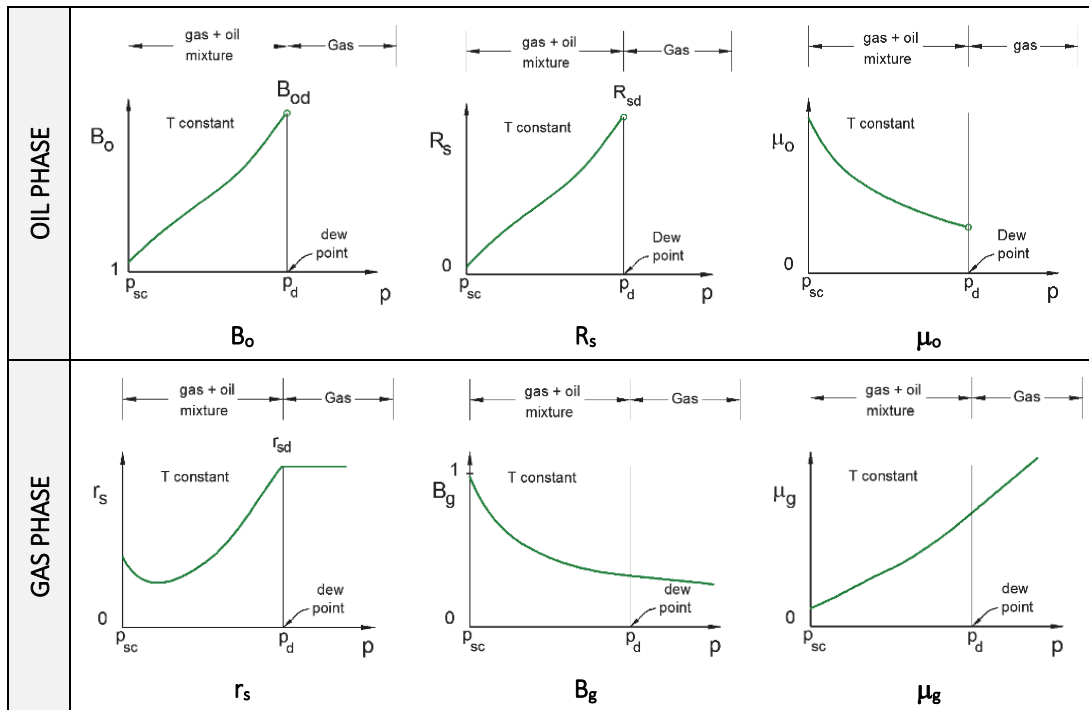 OIL PHASE
gas + oil
mixture
Gas
B_od
B_o
T constant
1
dew
point
p_sc
p_d
p
B_o
gas + oil
mixture
Gas
R_sd
R_s
T constant
0
Dew
point
p_sc
p_d
p
R_s
gas + oil
mixture
gas
μ_o
T constant
0
Dew
point
p_sc
p_d
p
μ_o
GAS PHASE
gas + oil
mixture
Gas
r_sd
r_s
T constant
0
dew
point
p_sc
p_d
p
r_s
gas + oil
mixture
Gas
1
B_g
T constant
0
dew
point
p_sc
p_d
p
B_g
gas + oil
mixture
Gas
μ_g
T constant
0
dew
point
p_sc
p_d
p
μ_g